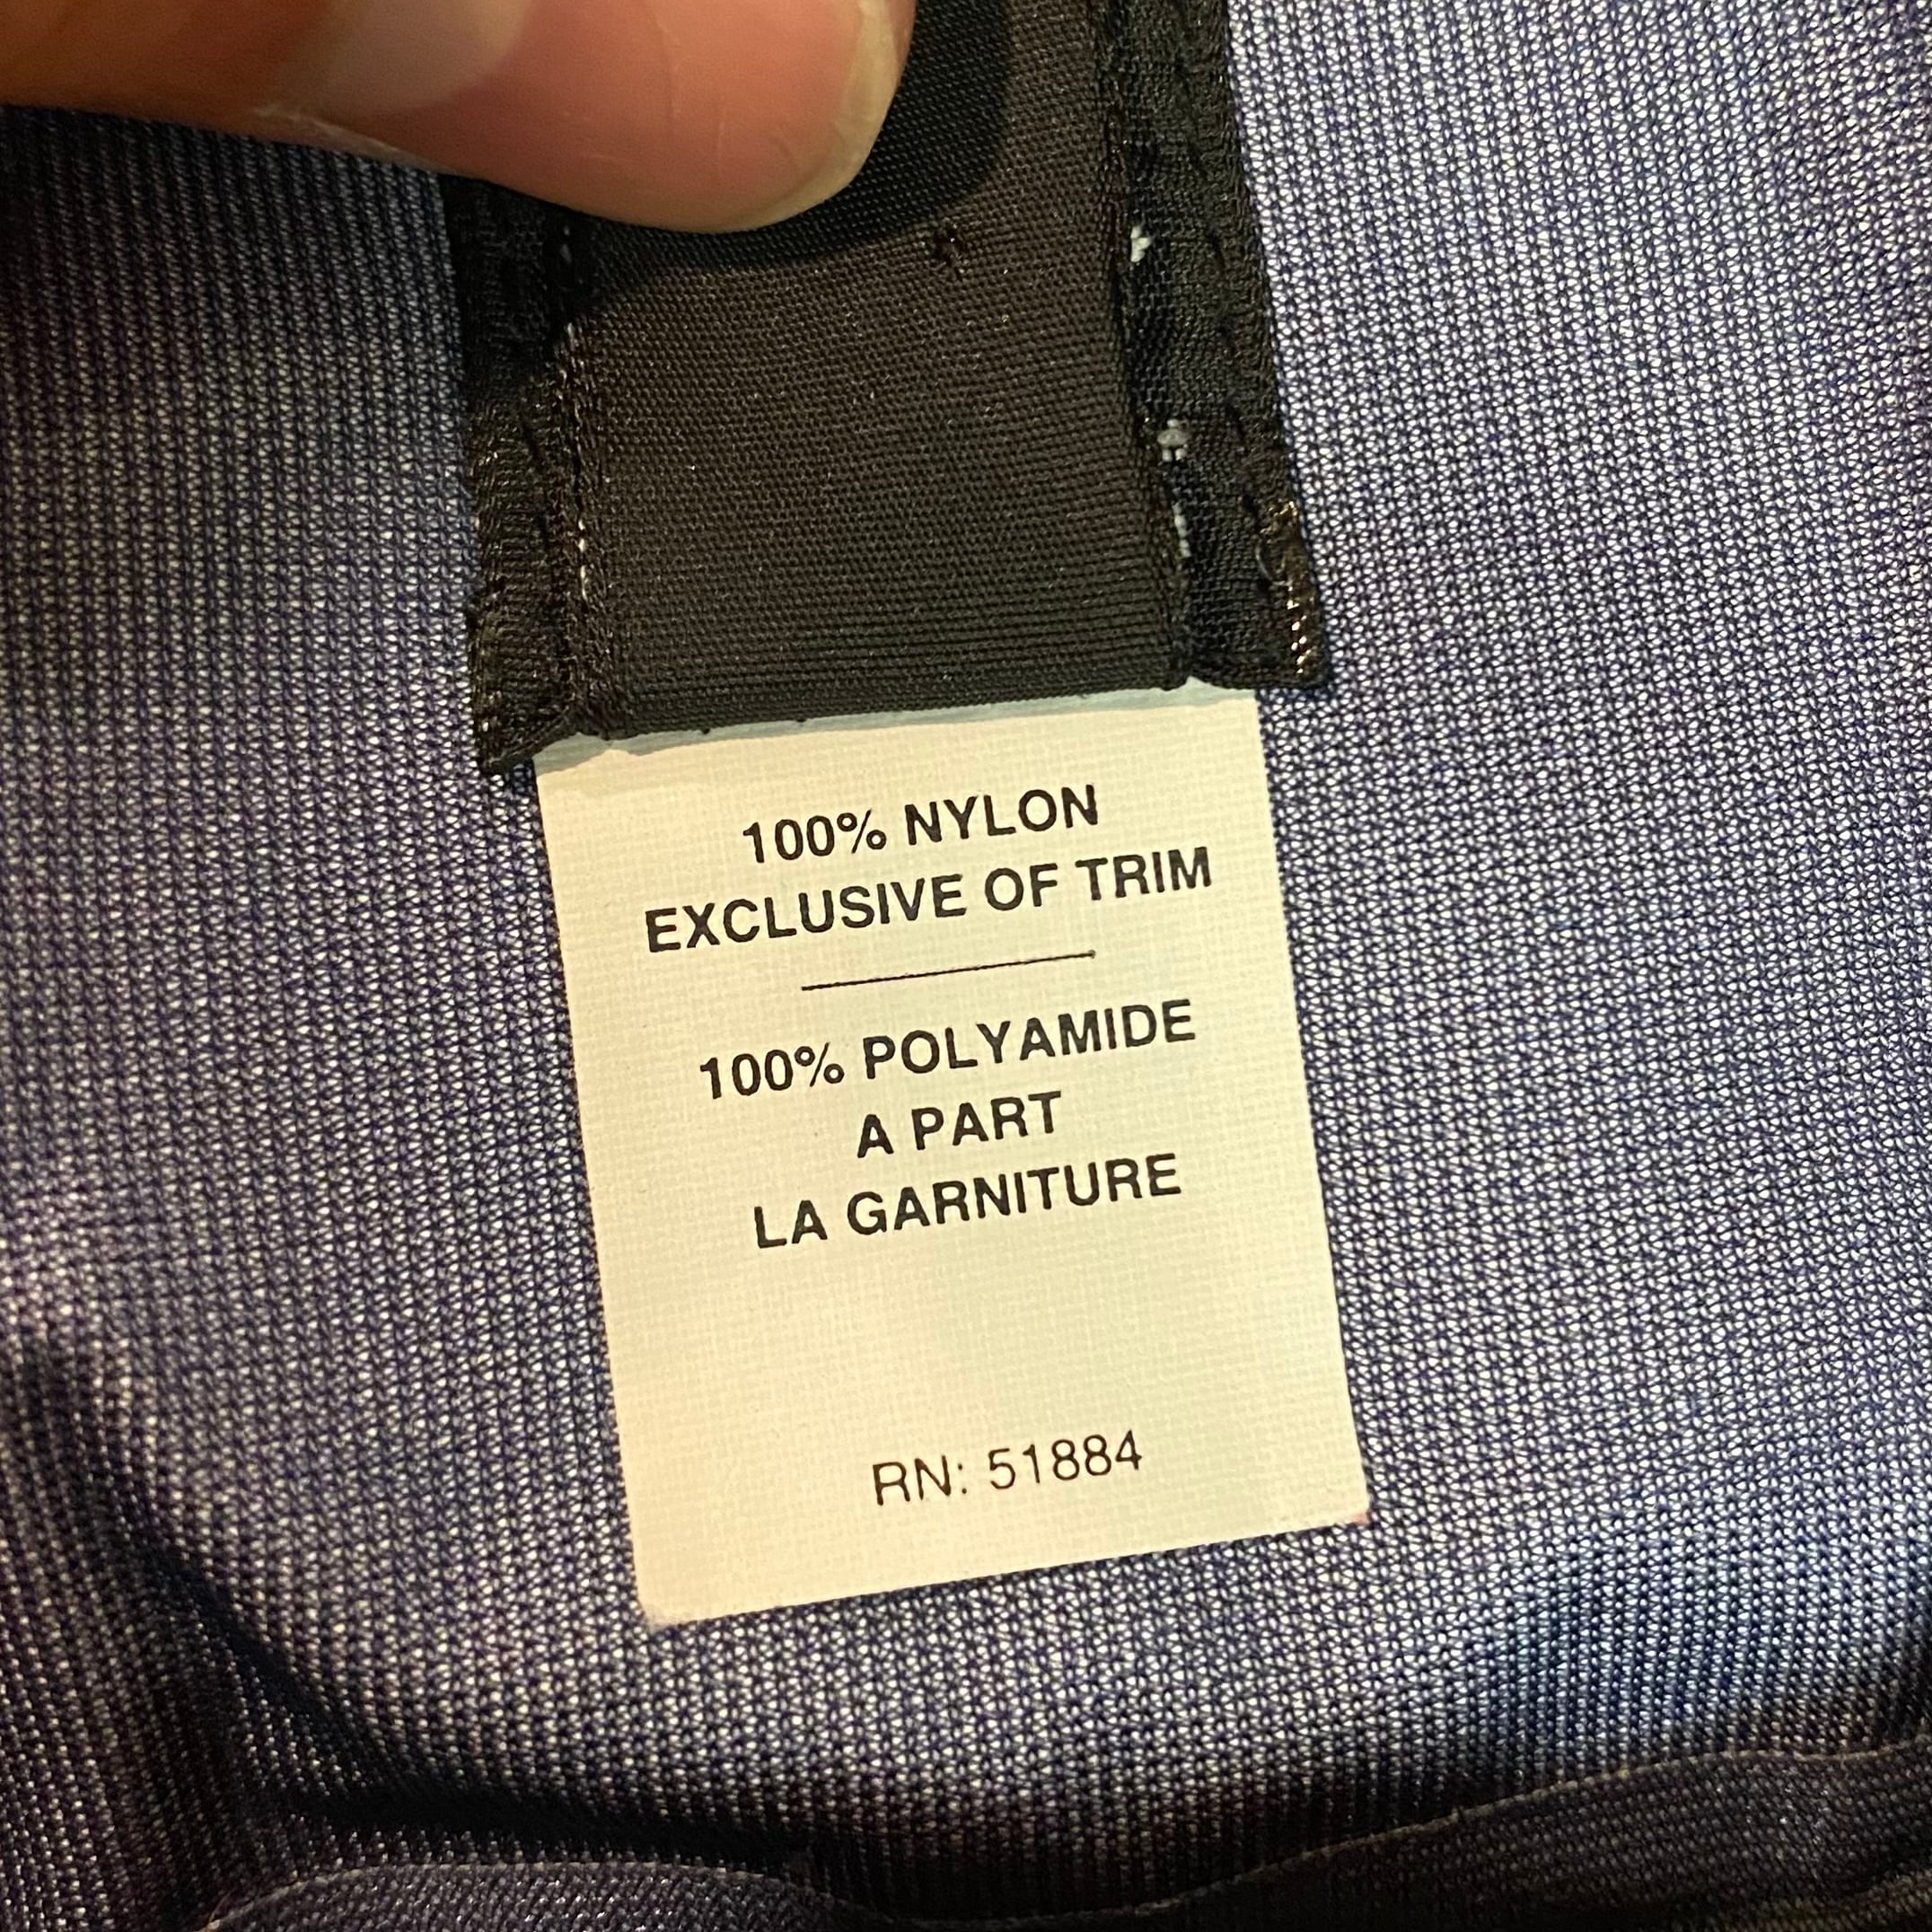 100% NYLON
EXCLUSIVE OF TRIM
100% POLYAMIDE
A PART
LA GARNITURE
RN: 51884